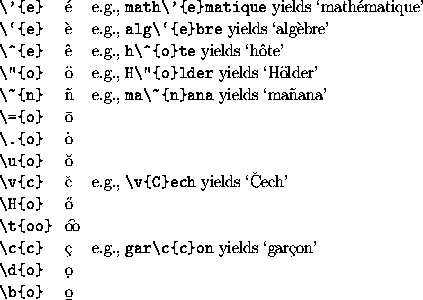 \'{e} é e.g., math\'{e}matique yields ‘mathématique’
\`{e} è e.g., alg\`{e}bre yields ‘algèbre’
\^{e} ê e.g., h\^{o}te yields ‘hôte’
\"{o} ö e.g., H\"{o}lder yields ‘Hölder’
\~{n} ñ e.g., ma\~{n}ana yields ‘mañana’
\={o} ō
\.{o} ȯ
\u{o} ŏ
\v{c} č e.g., \v{C}ech yields ‘Čech’
\H{o} ő
\t{oo} o͡o
\c{c} ç e.g., gar\c{c}on yields ‘garçon’
\d{o} ọ
\b{o} o̱